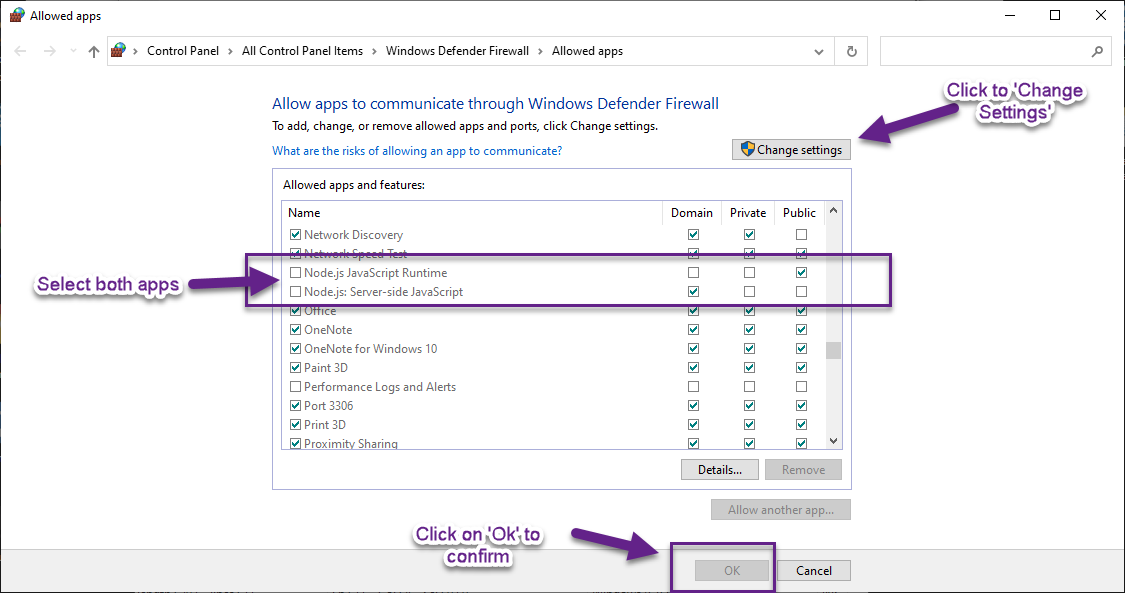 Allowed apps
Control Panel > All Control Panel Items > Windows Defender Firewall > Allowed apps
Click to 'Change
Settings'
Allow apps to communicate through Windows Defender Firewall
To add, change, or remove allowed apps and ports, click Change settings.
What are the risks of allowing an app to communicate?
Change settings
Allowed apps and features:
Name Domain Private Public
Network Discovery
Network Speed Test
Node.js JavaScript Runtime
Select both apps
Node.js: Server-side JavaScript
Office
OneNote
OneNote for Windows 10
Paint 3D
Performance Logs and Alerts
Port 3306
Print 3D
Proximity Sharing
Details... Remove
Allow another app...
Click on 'Ok' to
confirm
OK Cancel